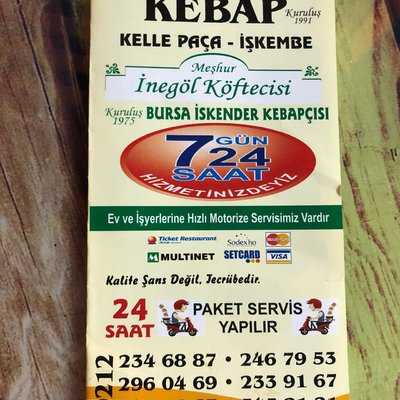 KEBAP Kuruluş 1991
KELLE PAÇA - İŞKEMBE
Meşhur
İnegöl Köftecisi
Kuruluş 1975 BURSA İSKENDER KEBAPÇISI
7 GÜN
24 SAAT
HİZMETİNİZDEYİZ
Ev ve İşyerlerine Hızlı Motorize Servisimiz Vardır
Ticket Restaurant Sodexho MasterCard
MULTINET SETCARD VISA
Kalite Şans Değil, Tecrübedir.
24 SAAT PAKET SERVİS YAPILIR
212
234 68 87 • 246 79 53
296 04 69 • 233 91 67